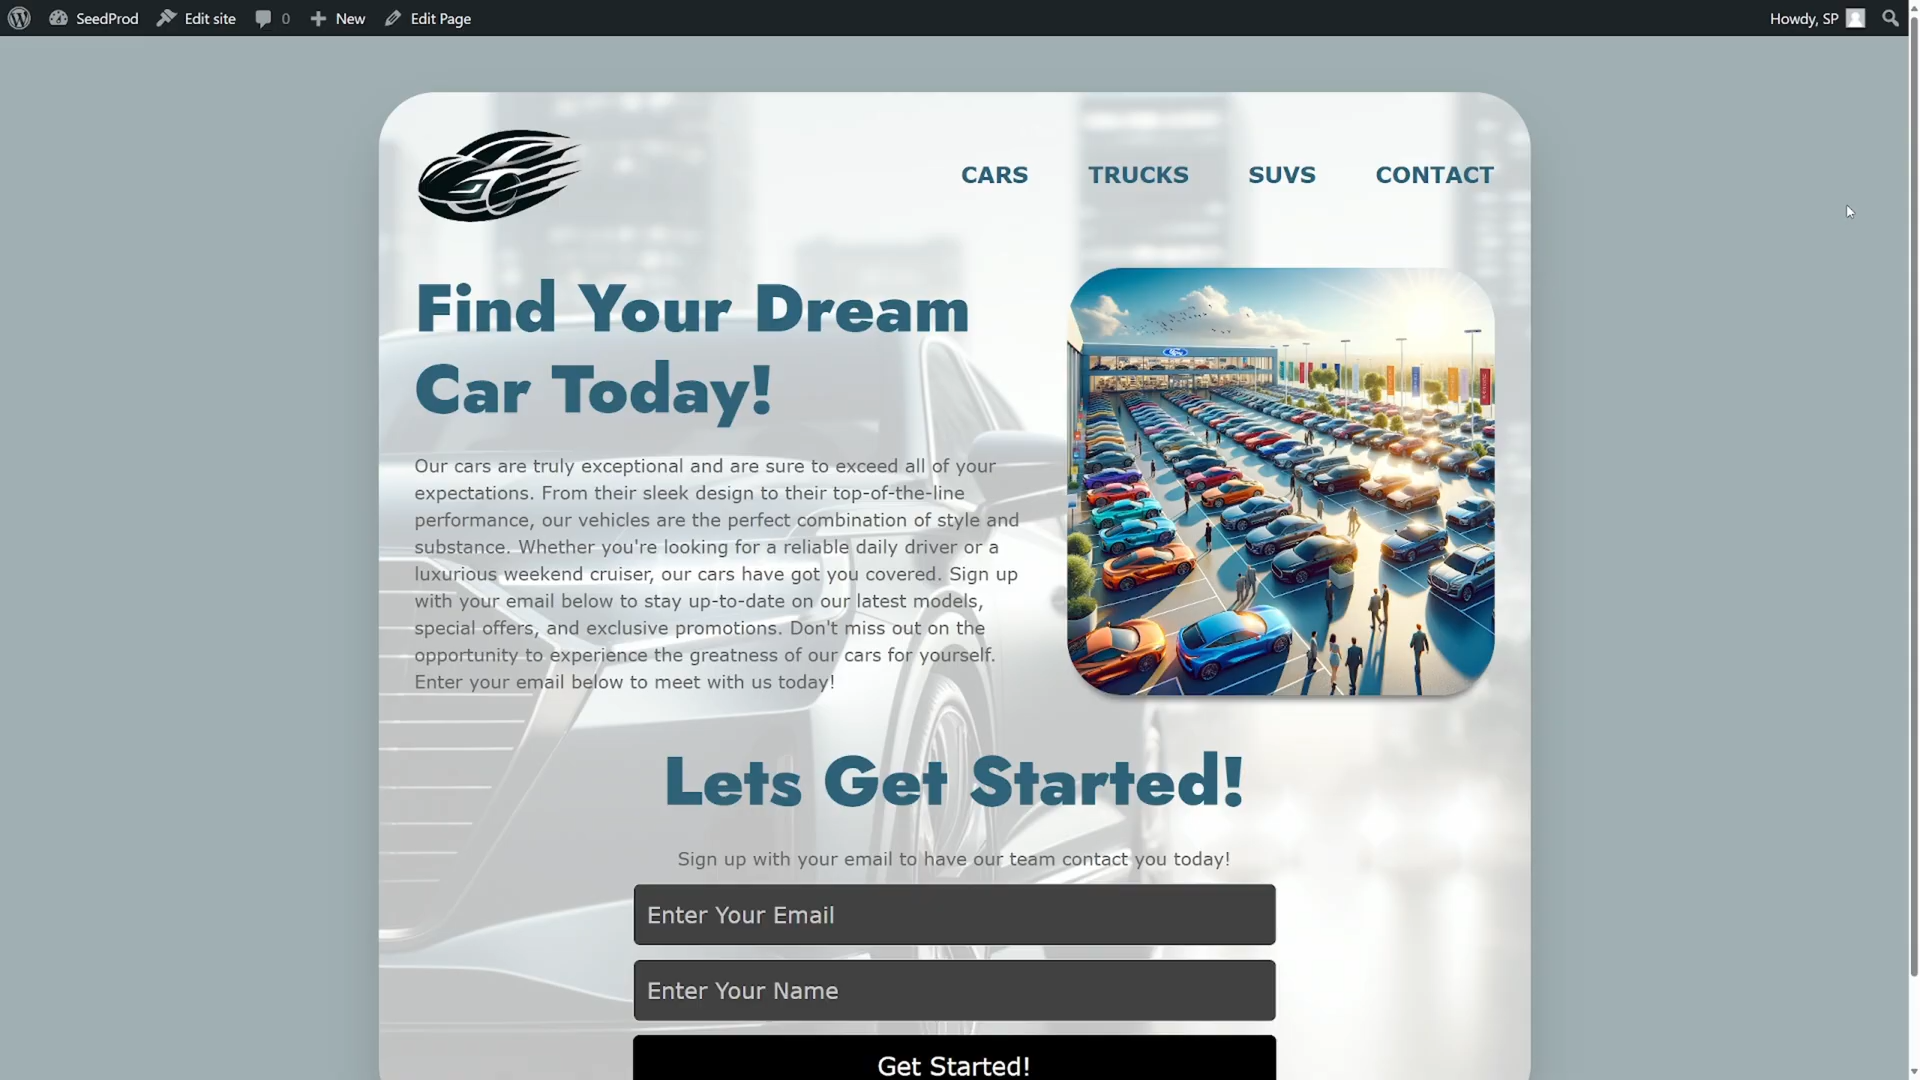 SeedProd Edit site 0 New Edit Page Howdy, SP
CARS TRUCKS SUVS CONTACT
Find Your Dream
Car Today!
Our cars are truly exceptional and are sure to exceed all of your
expectations. From their sleek design to their top-of-the-line
performance, our vehicles are the perfect combination of style and
substance. Whether you're looking for a reliable daily driver or a
luxurious weekend cruiser, our cars have got you covered. Sign up
with your email below to stay up-to-date on our latest models,
special offers, and exclusive promotions. Don't miss out on the
opportunity to experience the greatness of our cars for yourself.
Enter your email below to meet with us today!
Lets Get Started!
Sign up with your email to have our team contact you today!
Enter Your Email
Enter Your Name
Get Started!